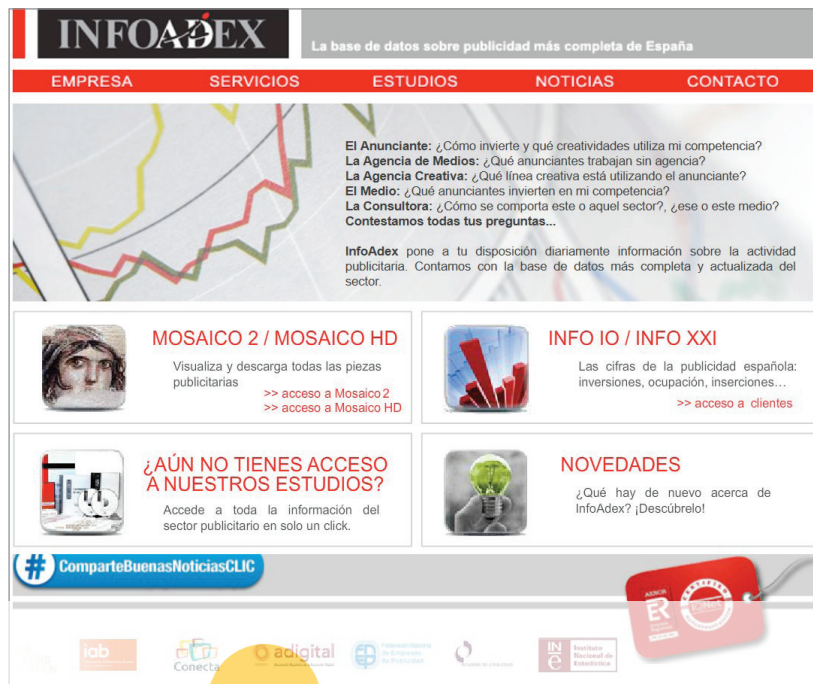 INFOADEX
La base de datos sobre publicidad más completa de España
EMPRESA SERVICIOS ESTUDIOS NOTICIAS CONTACTO
El Anunciante: ¿Cómo invierte y qué creatividades utiliza mi competencia?
La Agencia de Medios: ¿Qué anunciantes trabajan sin agencia?
La Agencia Creativa: ¿Qué línea creativa está utilizando el anunciante?
El Medio: ¿Qué anunciantes invierten en mi competencia?
La Consultora: ¿Cómo se comporta este o aquel sector?, ¿ese o este medio?
Contestamos todas tus preguntas...
InfoAdex pone a tu disposición diariamente información sobre la actividad
publicitaria. Contamos con la base de datos más completa y actualizada del
sector.
MOSAICO 2 / MOSAICO HD
Visualiza y descarga todas las piezas
publicitarias
>> acceso a Mosaico 2
>> acceso a Mosaico HD
INFO IO / INFO XXI
Las cifras de la publicidad española:
inversiones, ocupación, inserciones…
>> acceso a clientes
¿AÚN NO TIENES ACCESO
A NUESTROS ESTUDIOS?
Accede a toda la información del
sector publicitario en solo un click.
NOVEDADES
¿Qué hay de nuevo acerca de
InfoAdex? ¡Descúbrelo!
# ComparteBuenasNoticiasCLIC
AENOR
ER
IQNet
iab
Conecta
adigital
INE
Instituto
Nacional de
Estadística